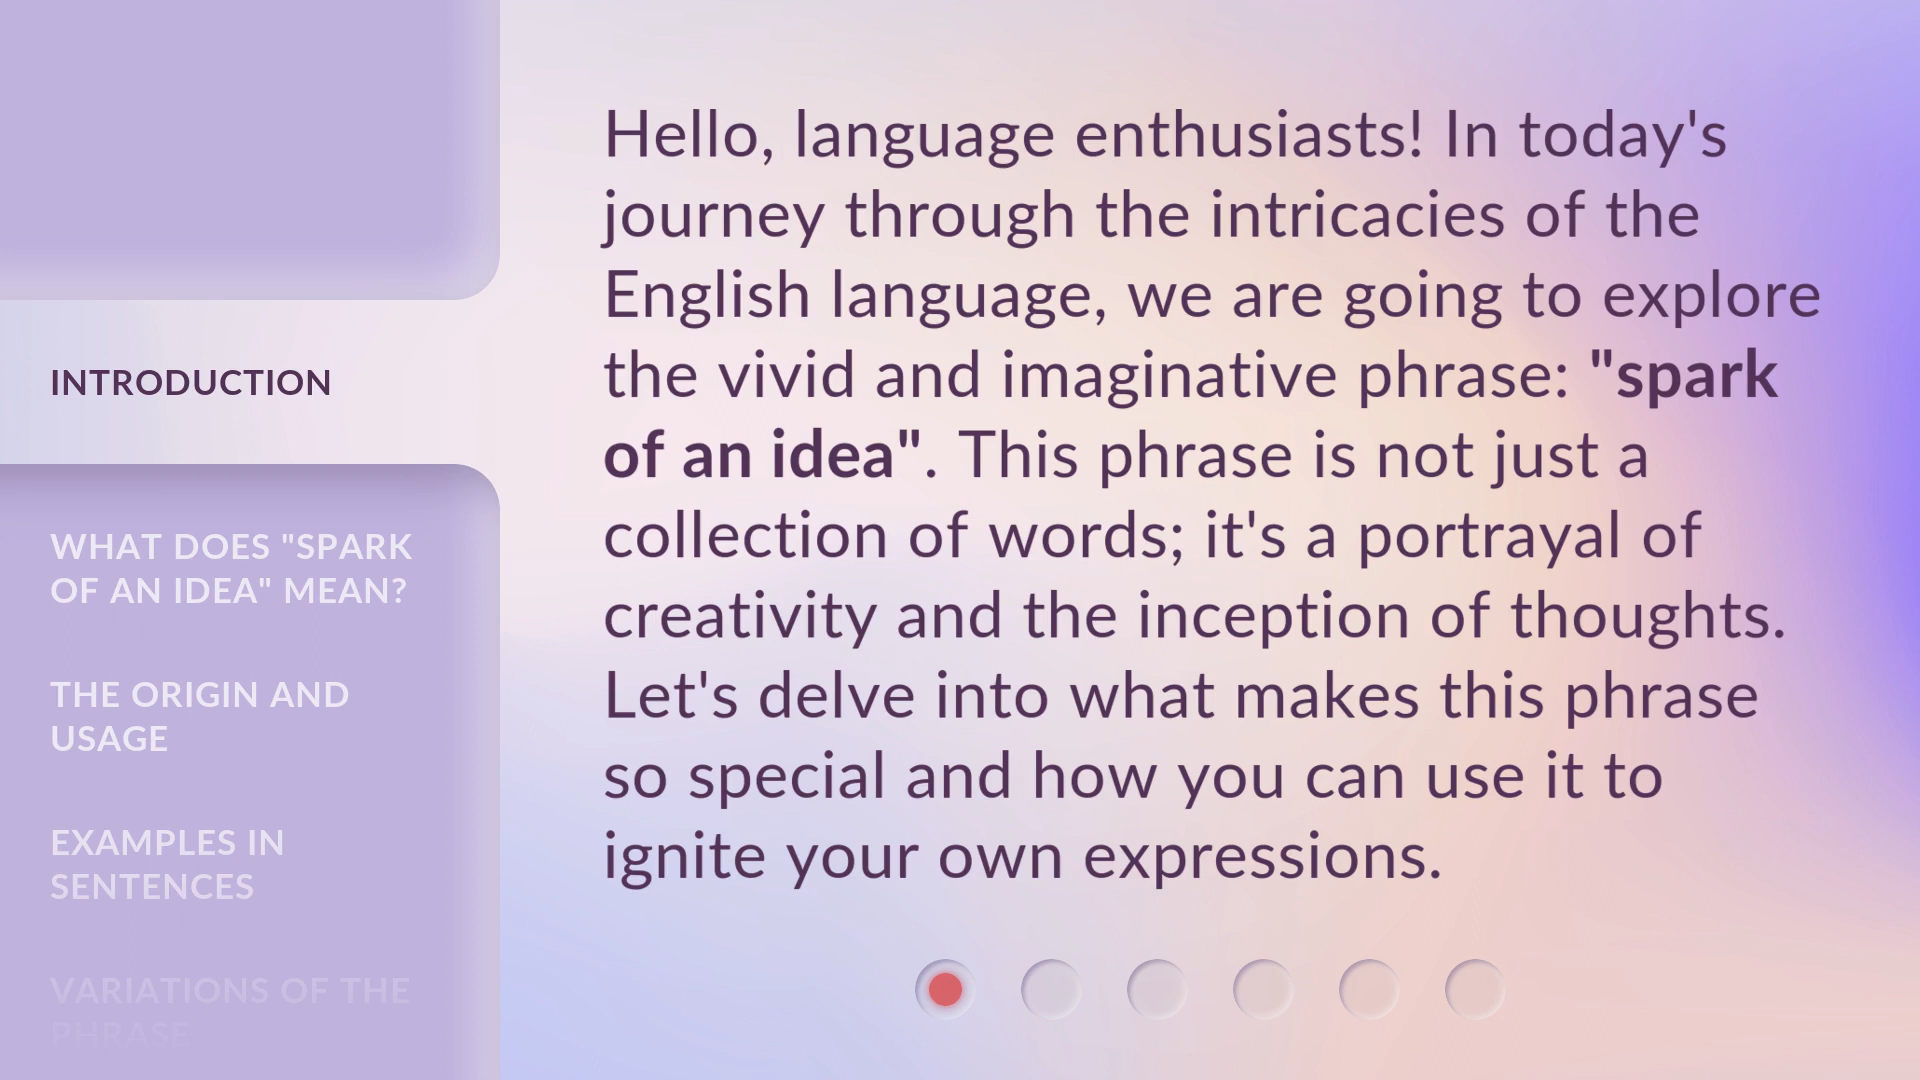 INTRODUCTION
WHAT DOES "SPARK
OF AN IDEA" MEAN?
THE ORIGIN AND
USAGE
EXAMPLES IN
SENTENCES
VARIATIONS OF THE
PHRASE
Hello, language enthusiasts! In today's
journey through the intricacies of the
English language, we are going to explore
the vivid and imaginative phrase: "spark
of an idea". This phrase is not just a
collection of words; it's a portrayal of
creativity and the inception of thoughts.
Let's delve into what makes this phrase
so special and how you can use it to
ignite your own expressions.